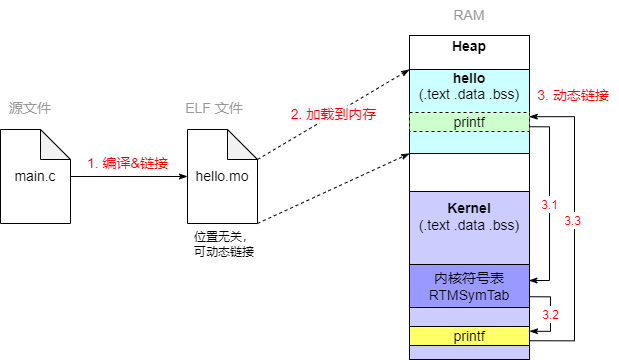 RAM
Heap
源文件
ELF 文件
hello
(.text .data .bss)
2. 加载到内存
3. 动态链接
printf
1. 编译&链接
main.c
hello.mo
位置无关，
可动态链接
Kernel
(.text .data .bss)
3.1
3.3
内核符号表
RTMSymTab
3.2
printf